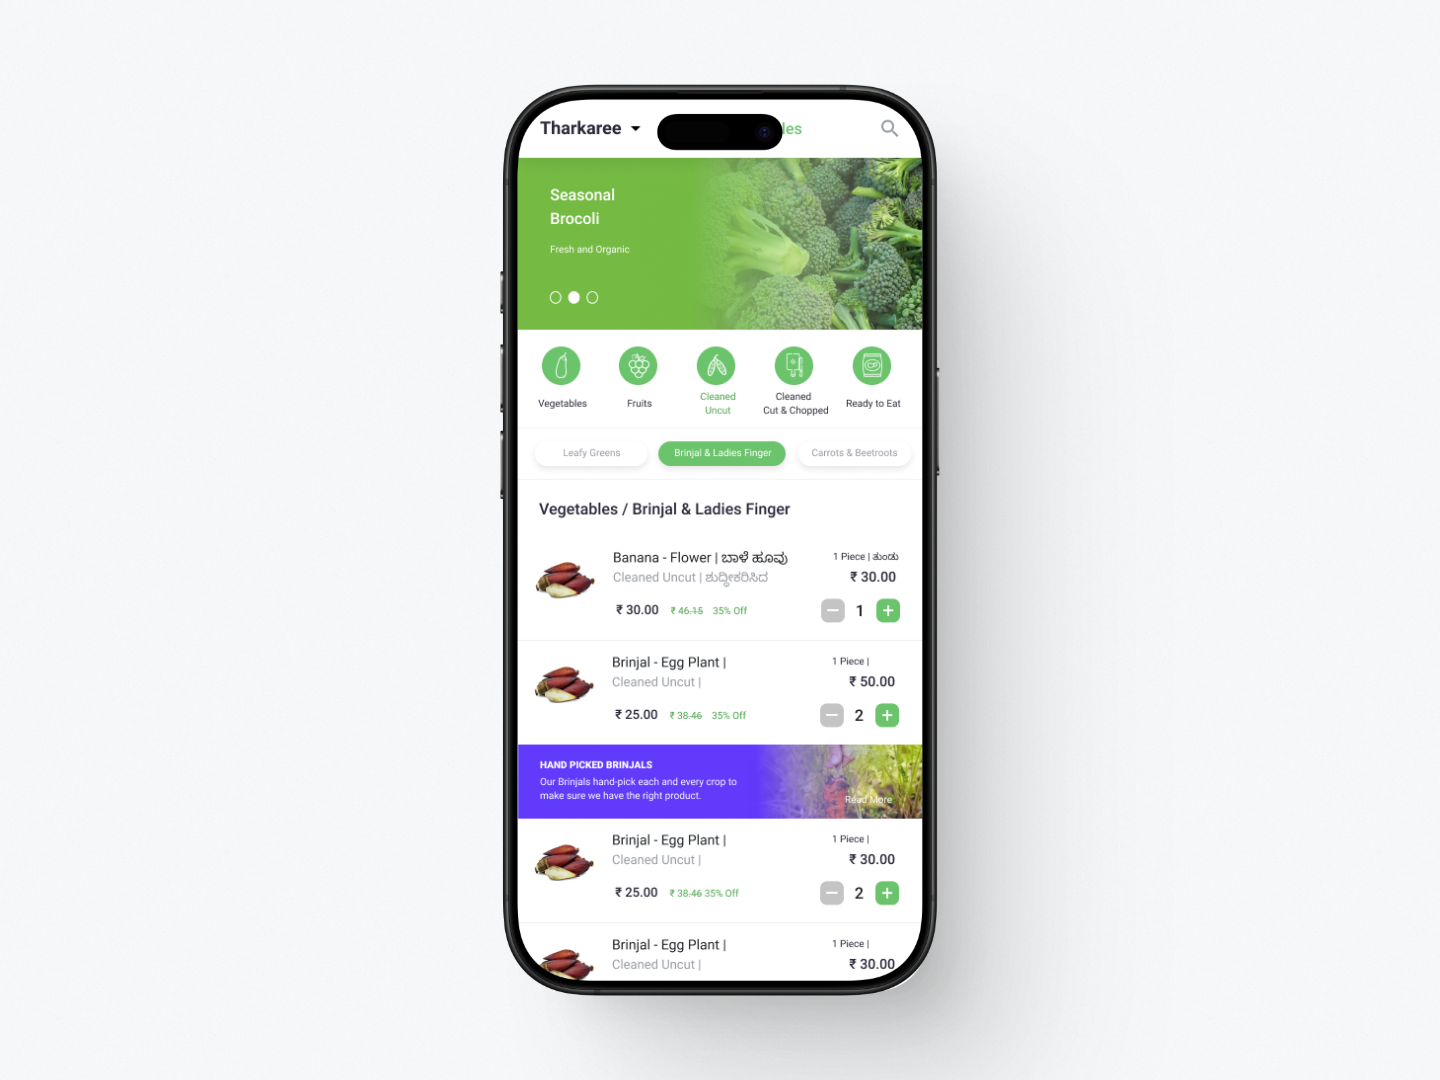 Tharkaree
les
Seasonal
Brocoli
Fresh and Organic
Vegetables
Fruits
Cleaned
Uncut
Cleaned
Cut & Chopped
Ready to Eat
Leafy Greens
Brinjal & Ladies Finger
Carrots & Beetroots
Vegetables / Brinjal & Ladies Finger
Banana - Flower | ಬಾಳೆ ಹೂವು
1 Piece | ತುಂಡು
Cleaned Uncut | ಶುದ್ಧೀಕರಿಸಿದ
₹ 30.00
₹ 30.00 ₹ 46.15 35% Off
1
Brinjal - Egg Plant |
1 Piece |
Cleaned Uncut |
₹ 50.00
₹ 25.00 ₹ 38.46 35% Off
2
HAND PICKED BRINJALS
Our Brinjals hand-pick each and every crop to
make sure we have the right product.
Read More
Brinjal - Egg Plant |
1 Piece |
Cleaned Uncut |
₹ 30.00
₹ 25.00 ₹ 38.46 35% Off
2
Brinjal - Egg Plant |
1 Piece |
Cleaned Uncut |
₹ 30.00